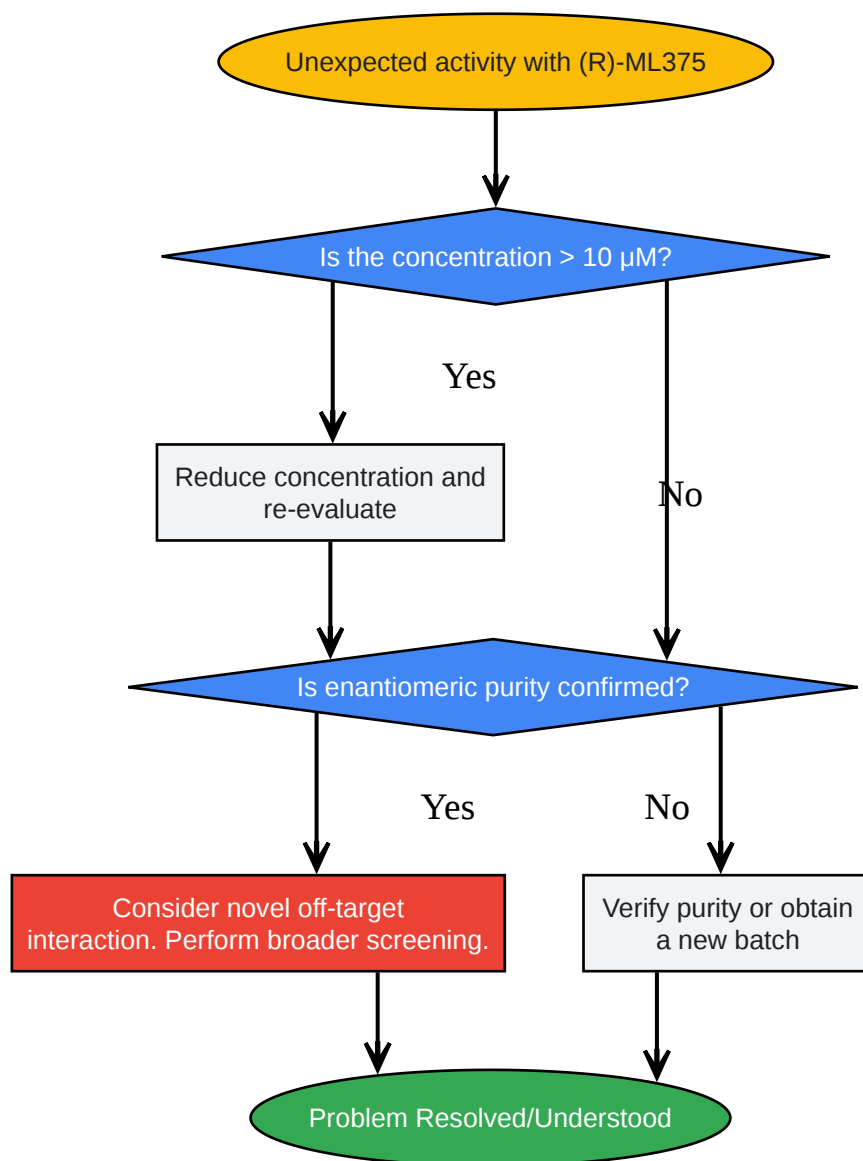 Unexpected activity with (R)-ML375
Is the concentration > 10 μM?
Yes
Reduce concentration and
re-evaluate
No
Is enantiomeric purity confirmed?
Yes
No
Consider novel off-target
interaction. Perform broader screening.
Verify purity or obtain
a new batch
Problem Resolved/Understood